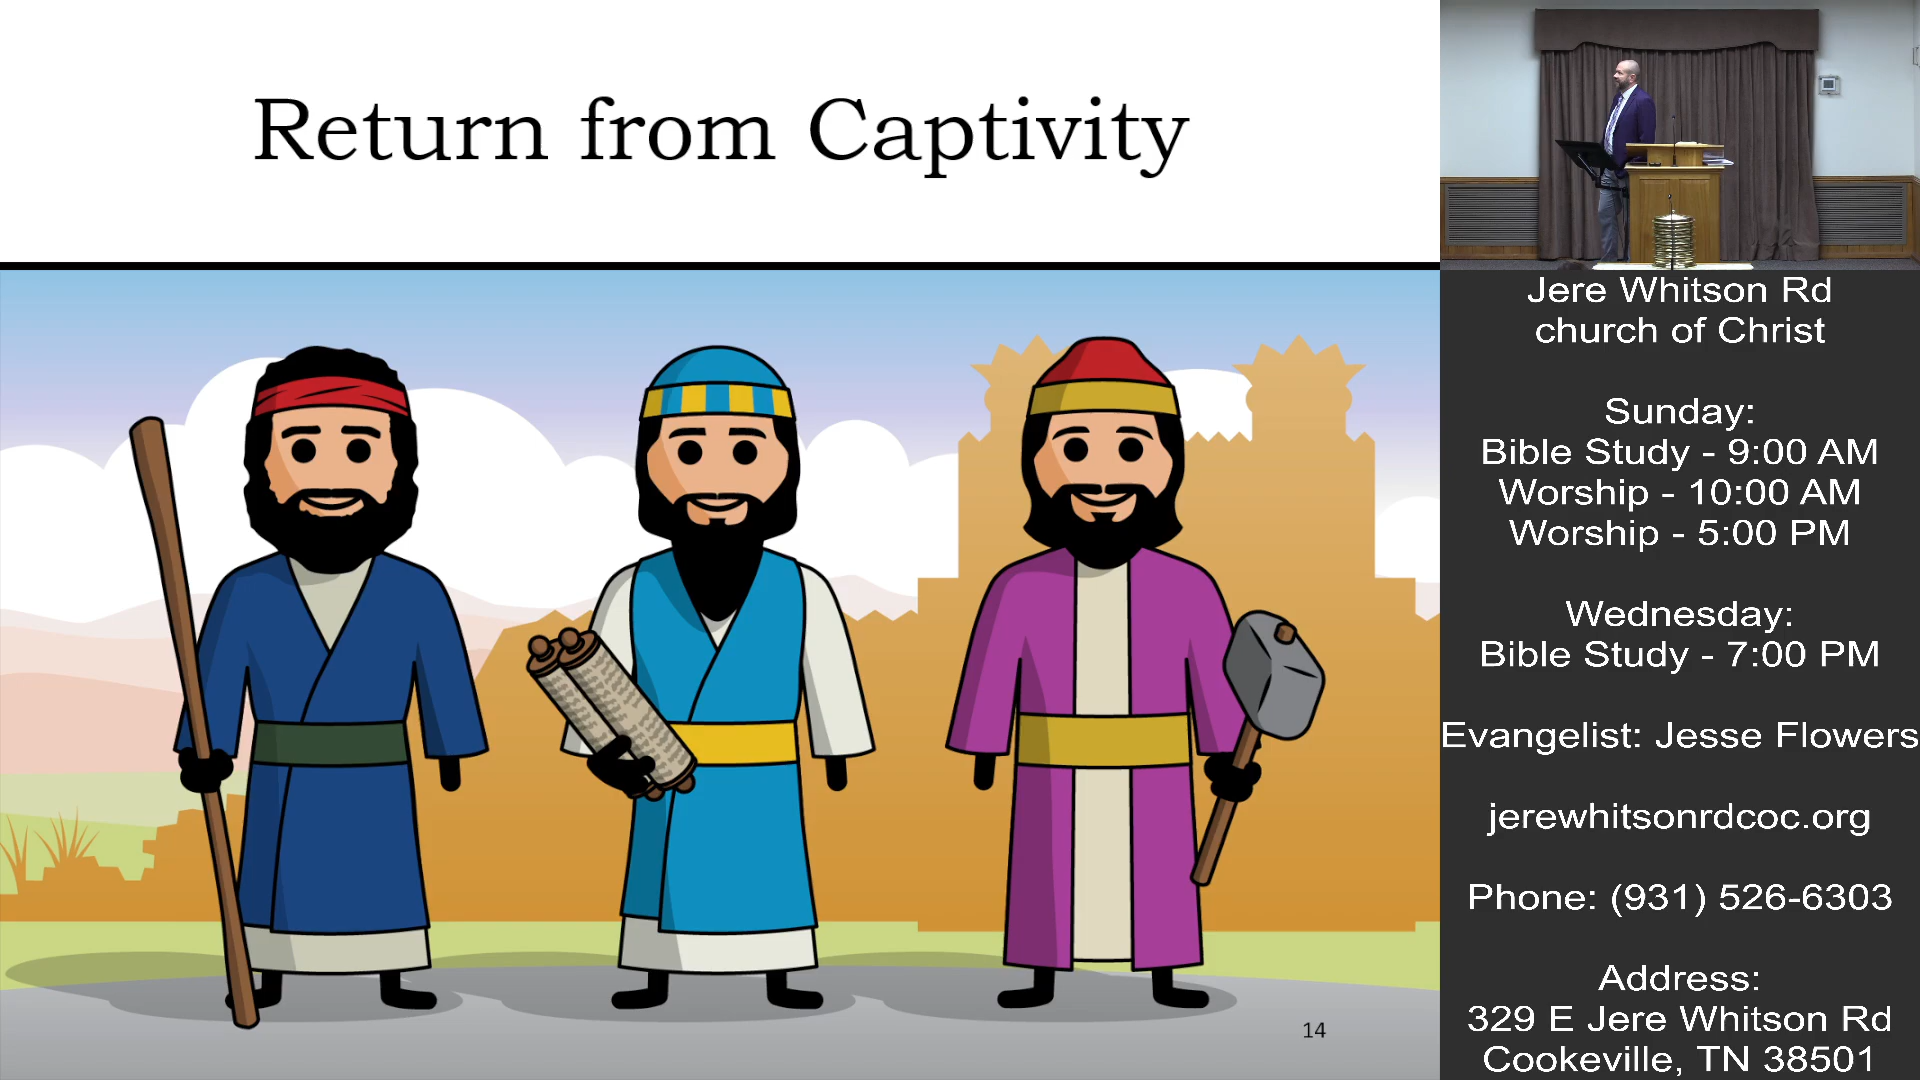 Return from Captivity
14
Jere Whitson Rd
church of Christ
Sunday:
Bible Study - 9:00 AM
Worship - 10:00 AM
Worship - 5:00 PM
Wednesday:
Bible Study - 7:00 PM
Evangelist: Jesse Flowers
jerewhitsonrdcoc.org
Phone: (931) 526-6303
Address:
329 E Jere Whitson Rd
Cookeville, TN 38501